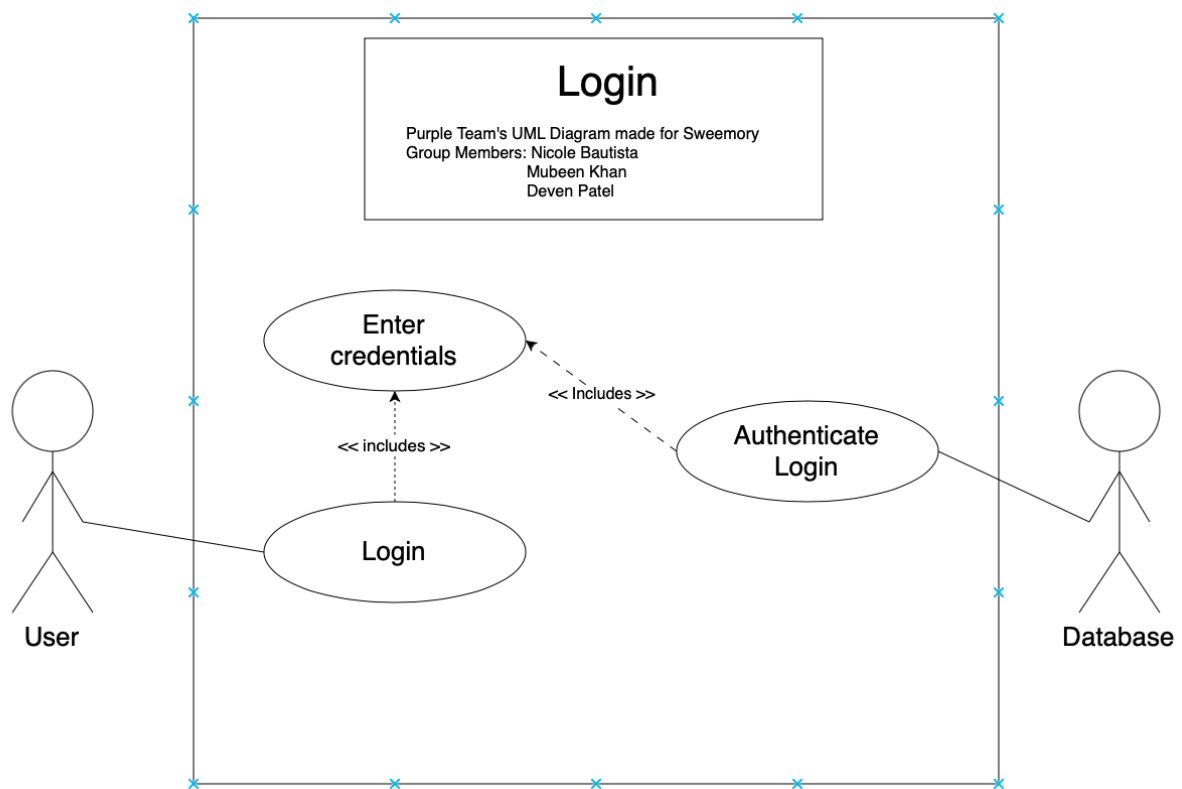 Login
Purple Team's UML Diagram made for Sweemory
Group Members: Nicole Bautista
Mubeen Khan
Deven Patel
Enter
credentials
<< Includes >>
Authenticate
Login
<< includes >>
Login
User
Database